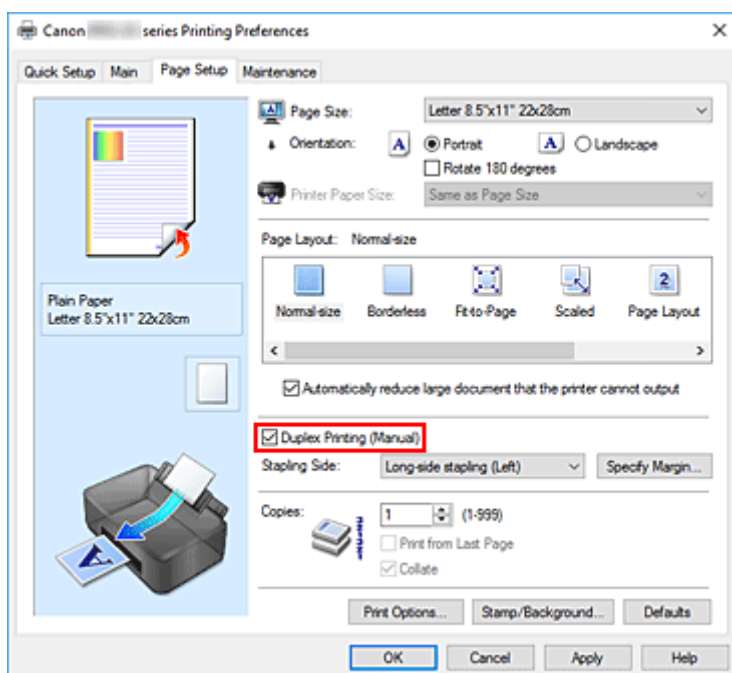 Canon series Printing Preferences
Quick Setup Main Page Setup Maintenance
Page Size: Letter 8.5"x11" 22x28cm
Orientation: A Portrait A Landscape
Rotate 180 degrees
Printer Paper Size: Same as Page Size
Page Layout: Normal-size
Normal-size Borderless Fit-to-Page Scaled 2 Page Layout
Plain Paper
Letter 8.5"x11" 22x28cm
Automatically reduce large document that the printer cannot output
Duplex Printing (Manual)
Stapling Side: Long-side stapling (Left) Specify Margin...
Copies: 1 (1-999)
Print from Last Page
Collate
A
Print Options... Stamp/Background... Defaults
OK Cancel Apply Help